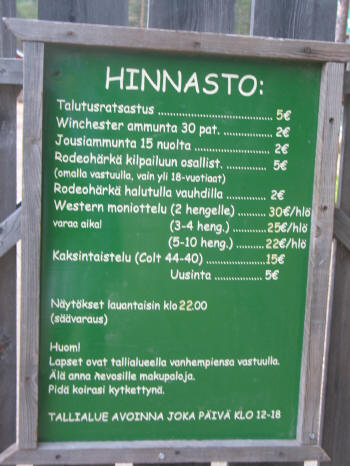 HINNASTO:
Talutusratsastus ............................... 5€
Winchester ammunta 30 pat. .............. 2€
Jousiammunta 15 nuolta ..................... 2€
Rodeohärkä kilpailuun osallist. ........... 5€
(omalla vastuulla, vain yli 18-vuotiaat)
Rodeohärkä halutulla vauhdilla ........... 2€
Western moniottelu (2 hengelle) ........ 30€/hlö
varaa aika! (3-4 heng.) ......... 25€/hlö
(5-10 heng.) ........ 22€/hlö
Kaksintaistelu (Colt 44-40) ................. 15€
Uusinta .............. 5€
Näytökset lauantaisin klo 22.00
(säävaraus)
Huom!
Lapset ovat tallialueella vanhempiensa vastuulla.
Älä anna hevosille makupaloja.
Pidä koirasi kytkettynä.
TALLIALUE AVOINNA JOKA PÄIVÄ KLO 12-18